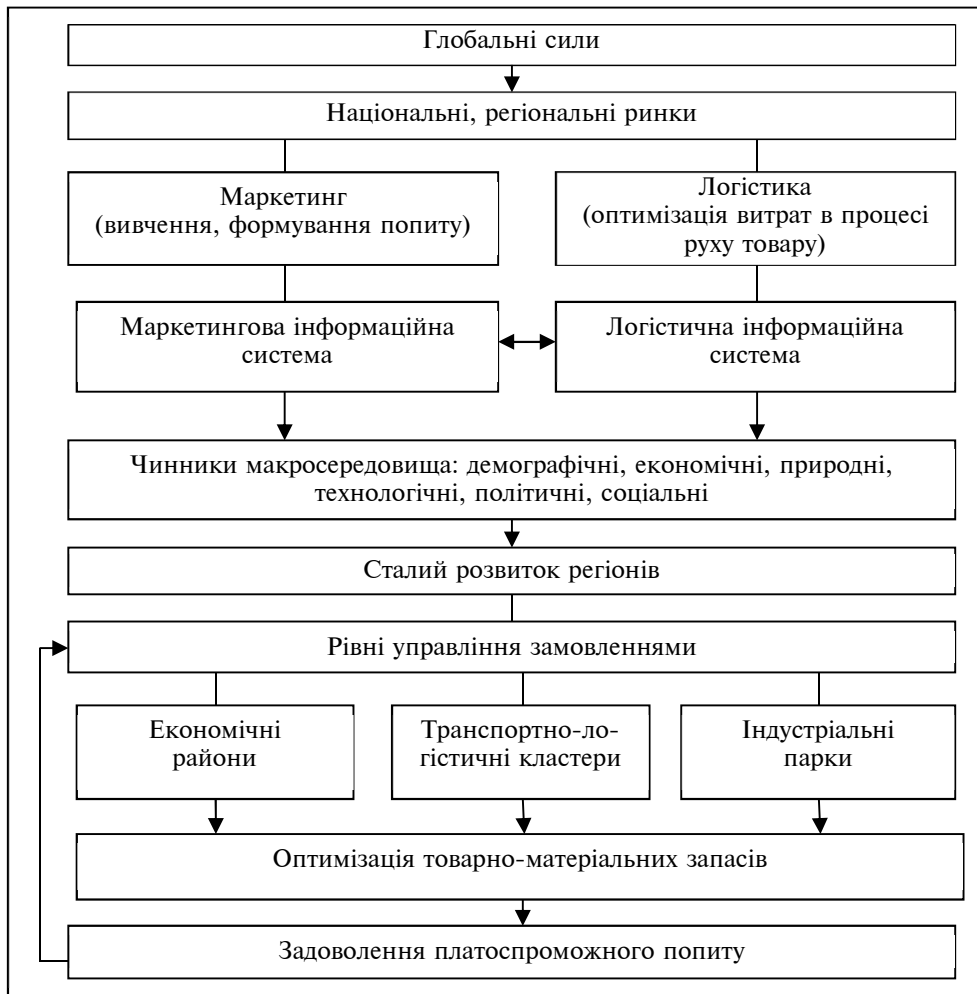 Глобальні сили
Національні, регіональні ринки
Маркетинг
(вивчення, формування попиту)
Логістика
(оптимізація витрат в процесі
руху товару)
Маркетингова інформаційна
система
Логістична інформаційна
система
Чинники макросередовища: демографічні, економічні, природні,
технологічні, політичні, соціальні
Сталий розвиток регіонів
Рівні управління замовленнями
Економічні
райони
Транспортно-ло-
гістичні кластери
Індустріальні
парки
Оптимізація товарно-матеріальних запасів
Задоволення платоспроможного попиту